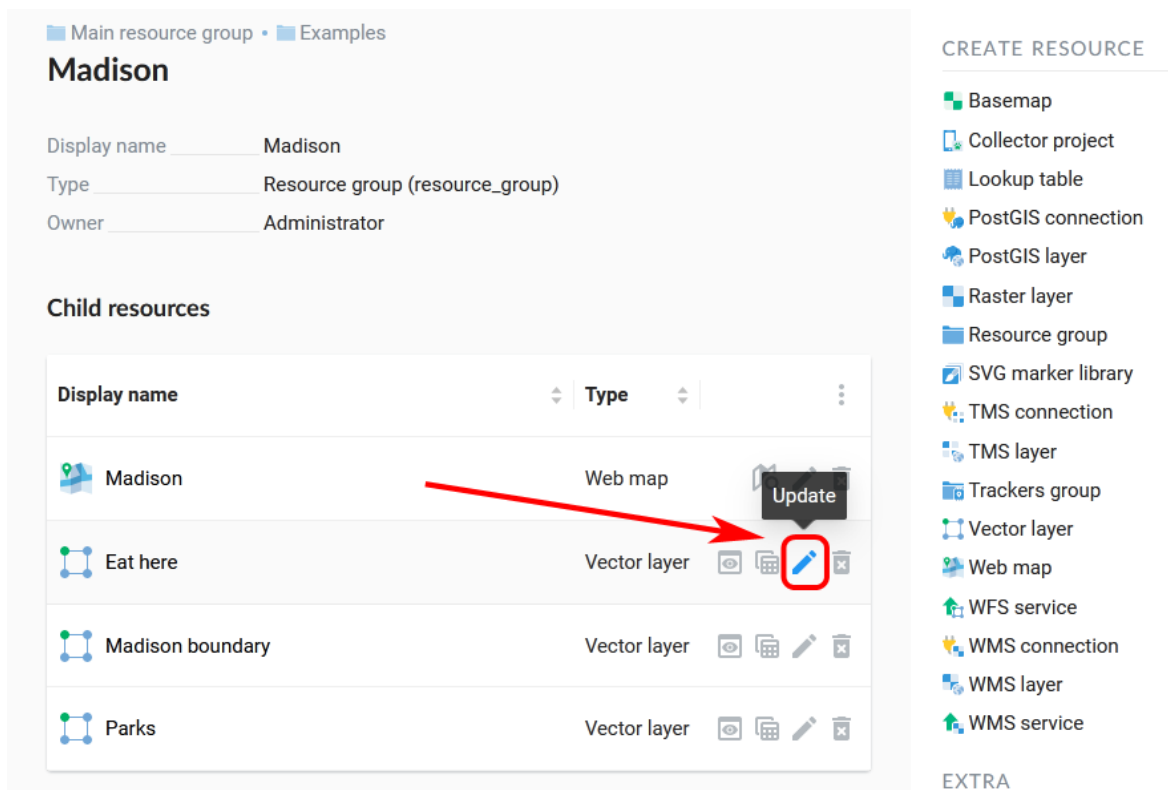 Main resource group • Examples
Madison
Display name Madison
Type Resource group (resource_group)
Owner Administrator
Child resources
Display name Type
Madison Web map
Update
Eat here Vector layer
Madison boundary Vector layer
Parks Vector layer
CREATE RESOURCE
Basemap
Collector project
Lookup table
PostGIS connection
PostGIS layer
Raster layer
Resource group
SVG marker library
TMS connection
TMS layer
Trackers group
Vector layer
Web map
WFS service
WMS connection
WMS layer
WMS service
EXTRA